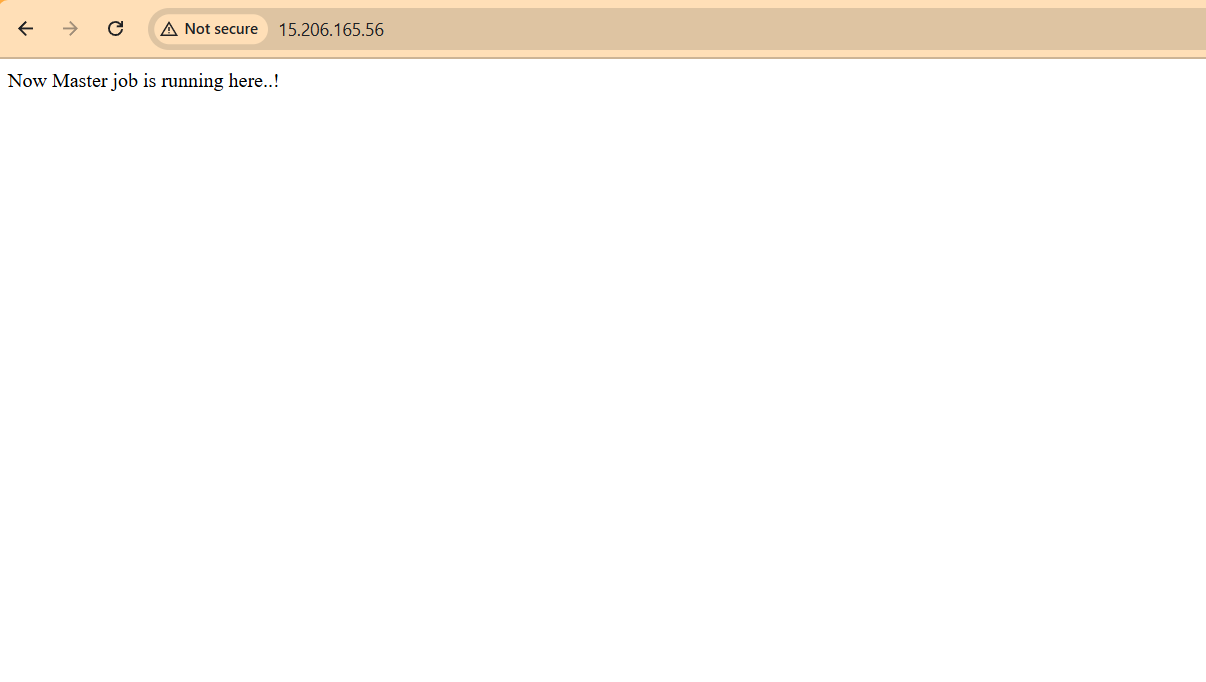 Not secure 15.206.165.56
Now Master job is running here..!